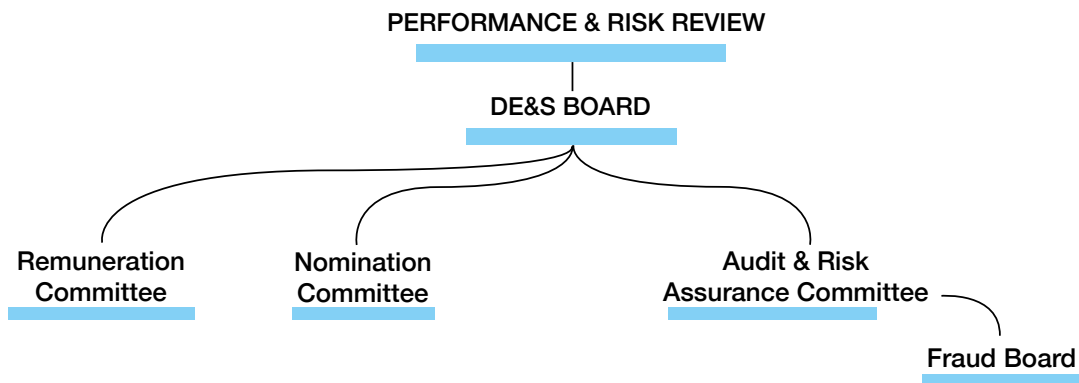 PERFORMANCE & RISK REVIEW
DE&S BOARD
Remuneration
Committee
Nomination
Committee
Audit & Risk
Assurance Committee
Fraud Board